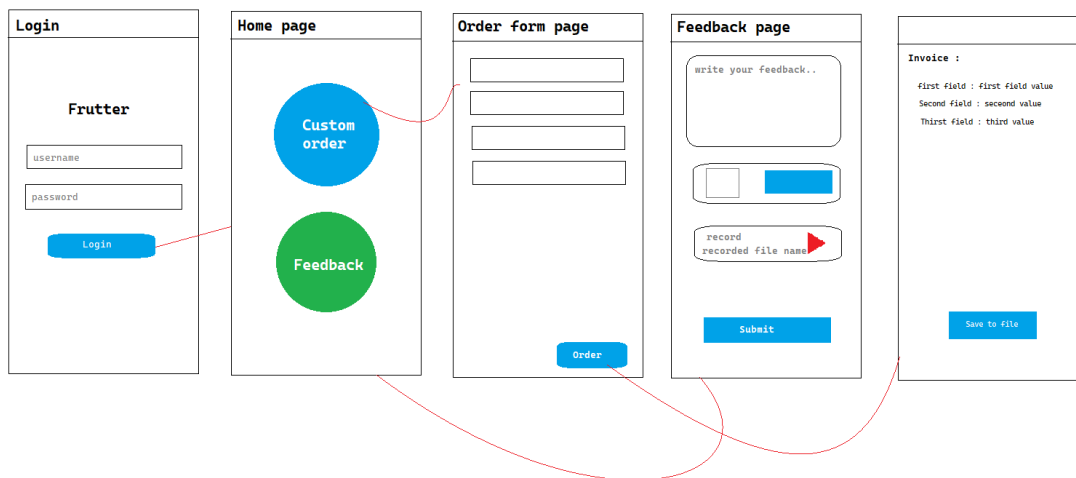 Login
Frutter
username
password
Login
Home page
Custom
order
Feedback
Order form page
Order
Feedback page
write your feedback..
record
recorded file name
Submit
Invoice :
first field : first field value
Second field : seceond value
Thirst field : third value
Save to file